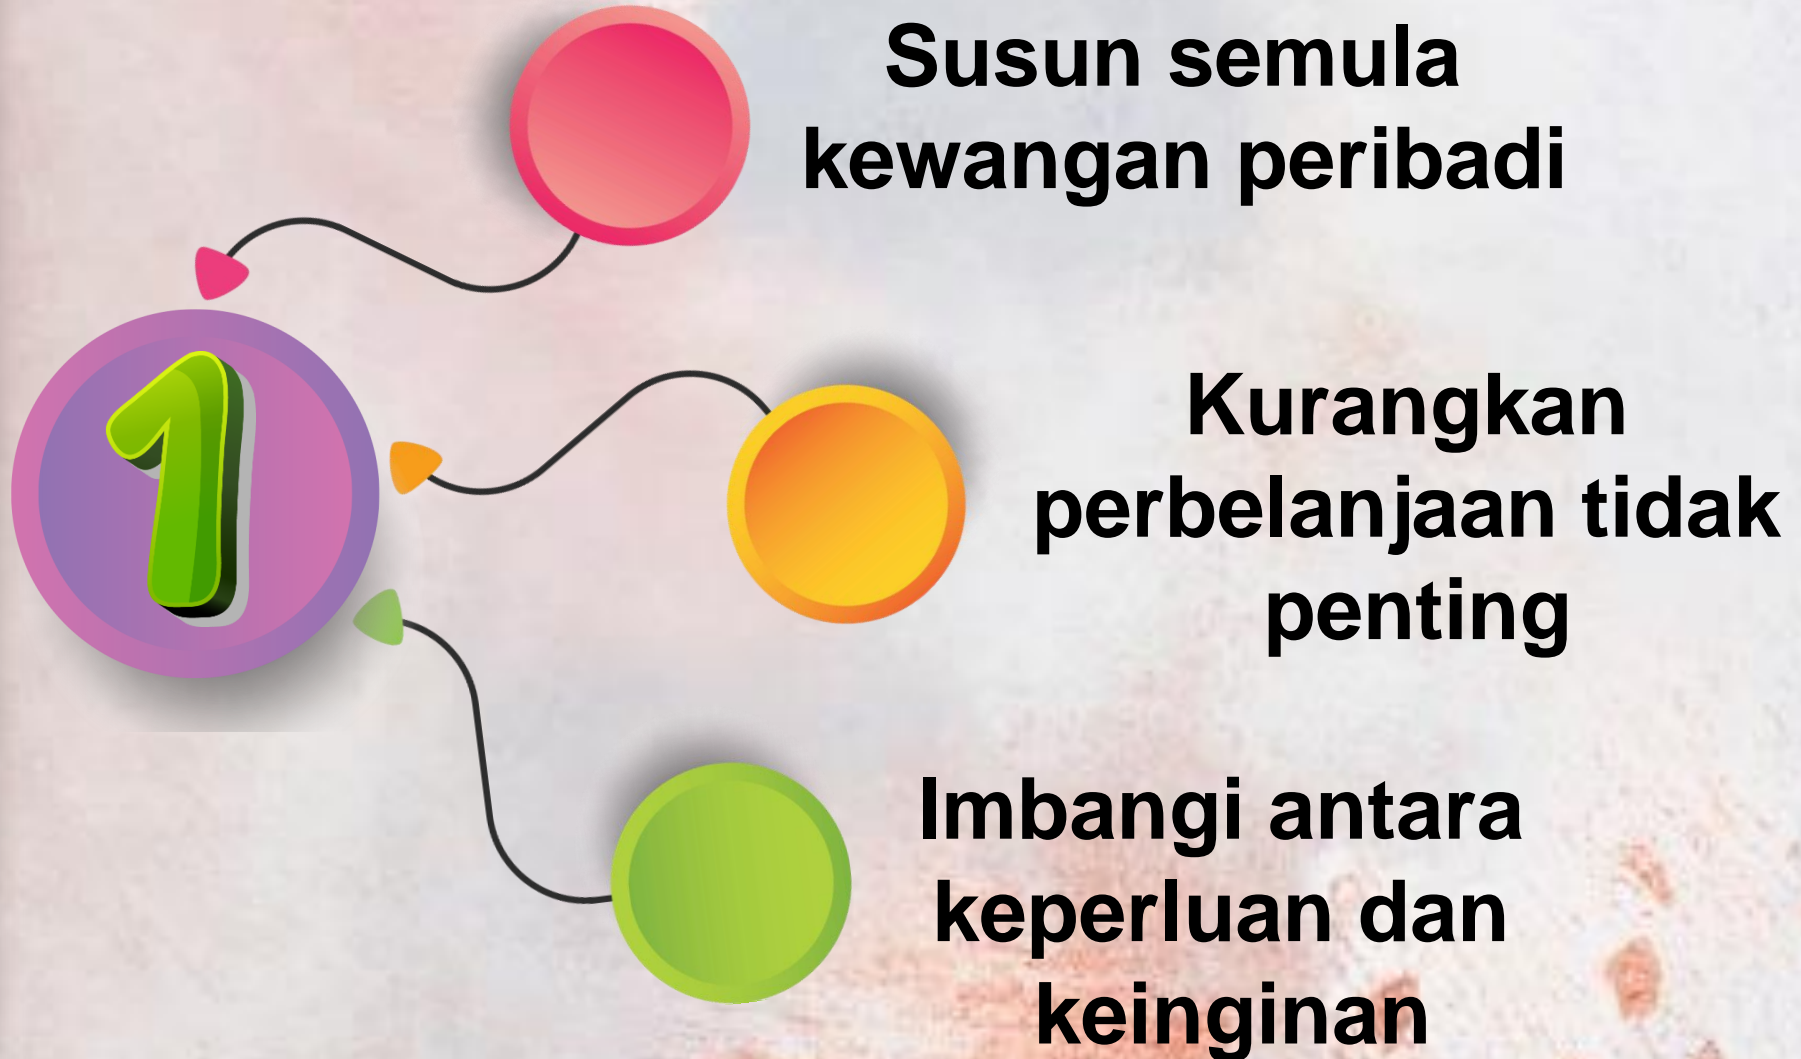 Susun semula
kewangan peribadi
1
Kurangkan
perbelanjaan tidak
penting
Imbangi antara
keperluan dan
keinginan